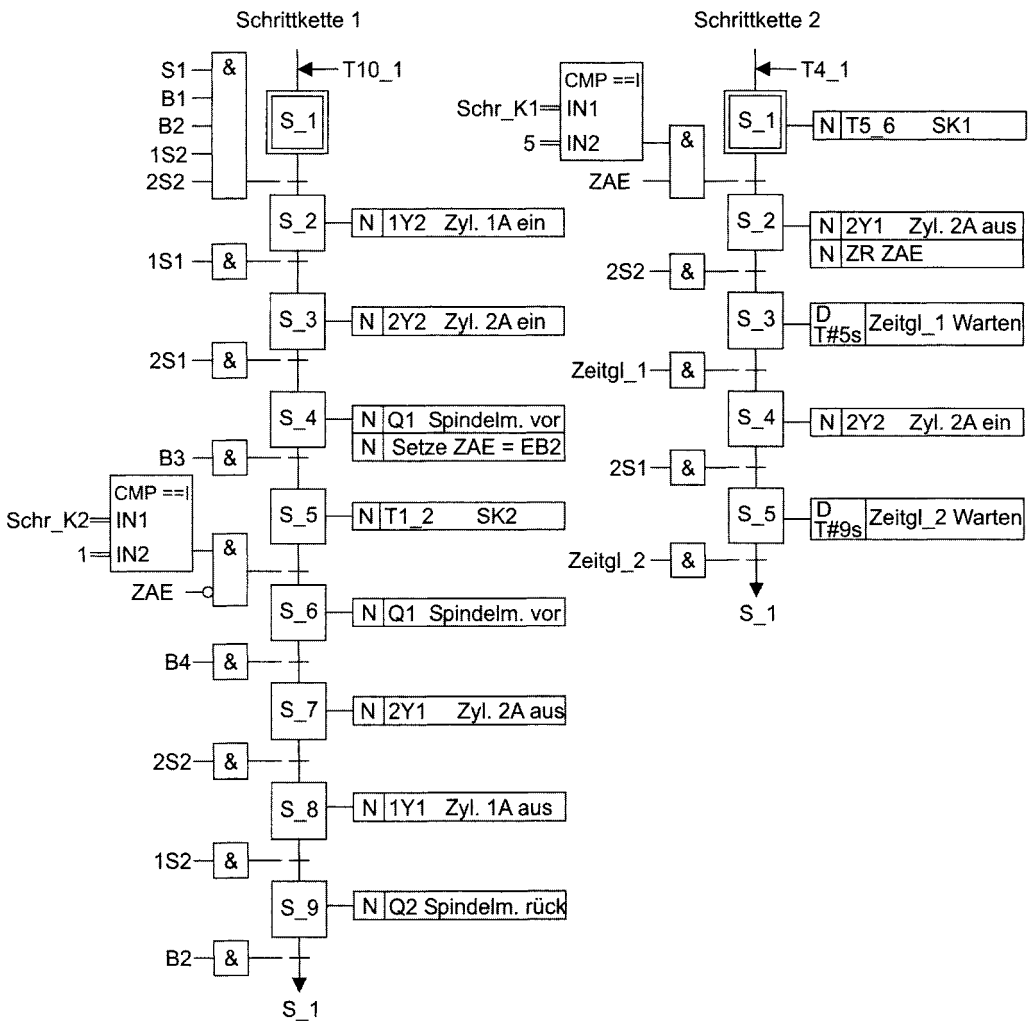 Schrittkette 1
S1
B1
B2
1S2
2S2
&
T10_1
S_1
S_2
N 1Y2 Zyl. 1A ein
1S1 &
S_3
N 2Y2 Zyl. 2A ein
2S1 &
S_4
N Q1 Spindelm. vor
N Setze ZAE = EB2
B3 &
CMP ==I
Schr_K2 IN1
1 IN2
ZAE
&
S_5
N T1_2 SK2
S_6
N Q1 Spindelm. vor
B4 &
S_7
N 2Y1 Zyl. 2A aus
2S2 &
S_8
N 1Y1 Zyl. 1A aus
1S2 &
S_9
N Q2 Spindelm. rück
B2 &
S_1
Schrittkette 2
T4_1
CMP ==I
Schr_K1 IN1
5 IN2
ZAE
&
S_1
N T5_6 SK1
S_2
N 2Y1 Zyl. 2A aus
N ZR ZAE
2S2 &
S_3
D
T#5s Zeitgl_1 Warten
Zeitgl_1 &
S_4
N 2Y2 Zyl. 2A ein
2S1 &
S_5
D
T#9s Zeitgl_2 Warten
Zeitgl_2 &
S_1